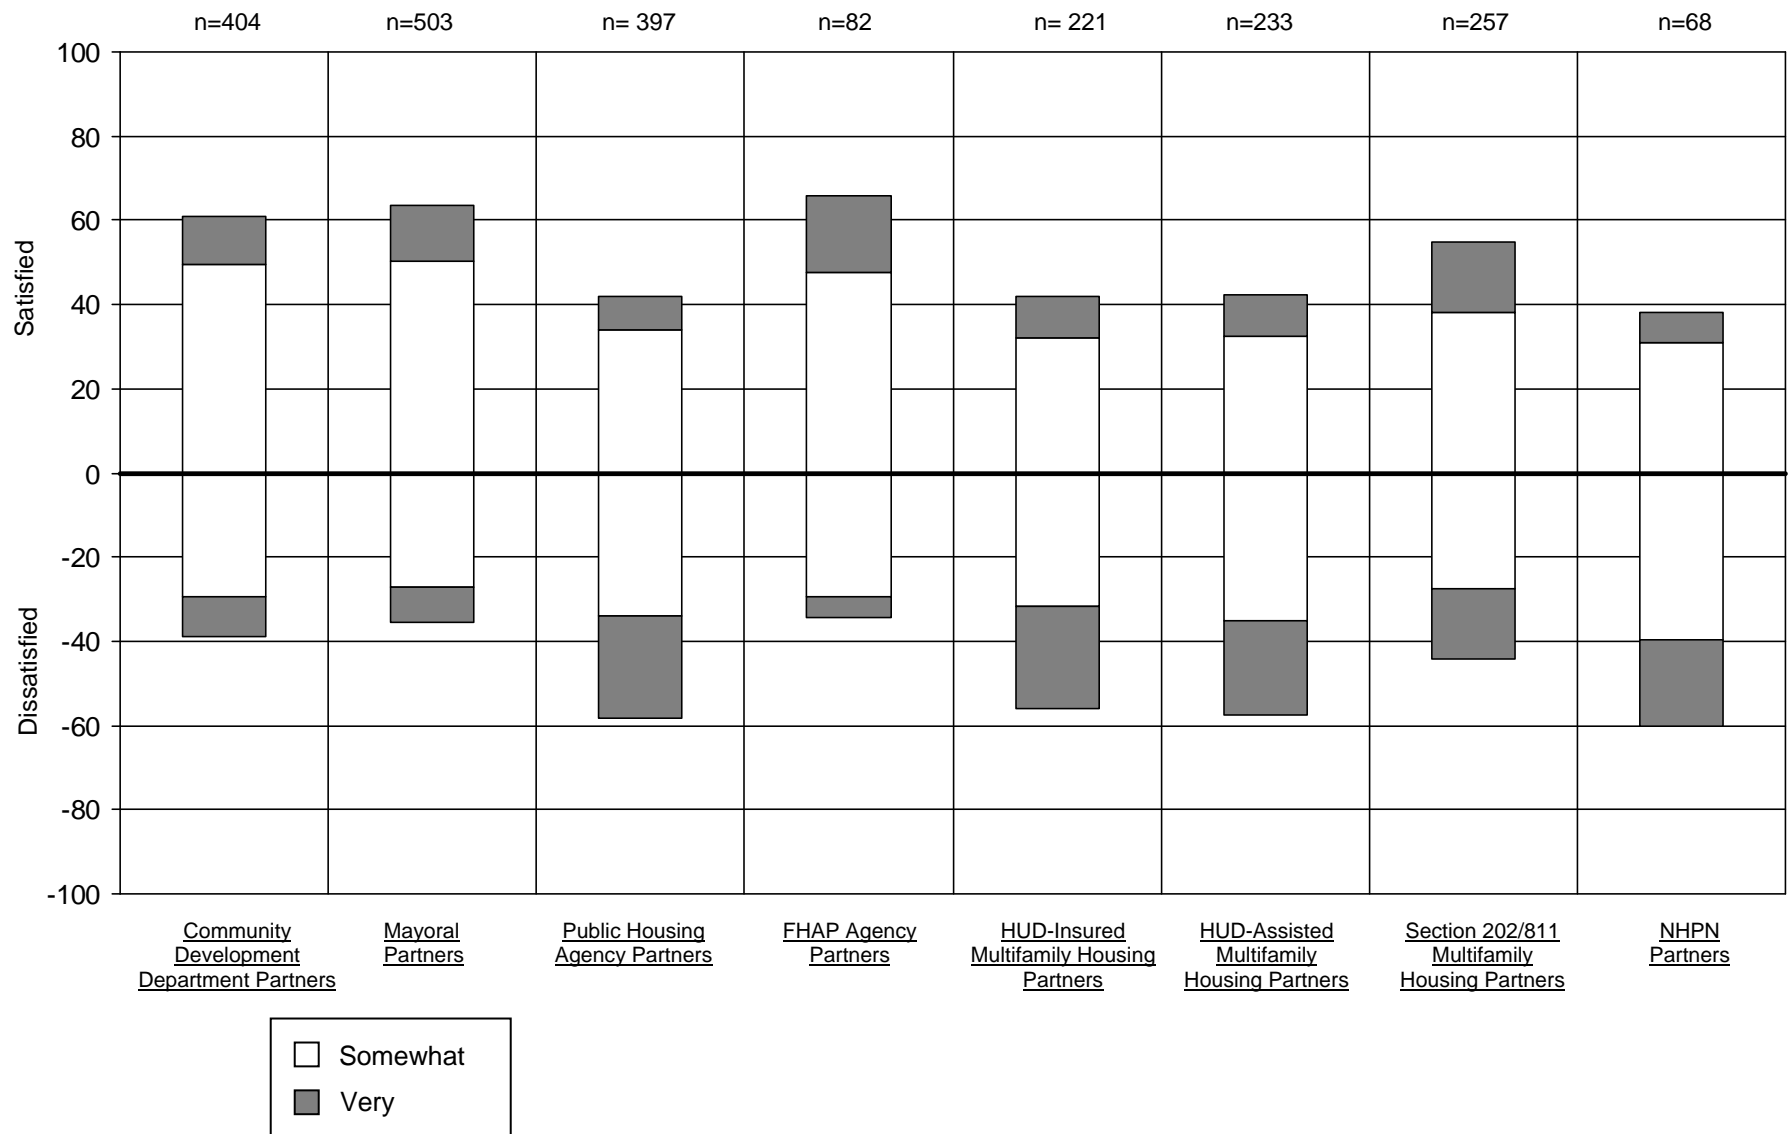 n=404 n=503 n= 397 n=82 n= 221 n=233 n=257 n=68
100
80
60
40
20
0
-20
-40
-60
-80
-100
Satisfied
Dissatisfied
Community
Development
Department Partners
Mayoral
Partners
Public Housing
Agency Partners
FHAP Agency
Partners
HUD-Insured
Multifamily Housing
Partners
HUD-Assisted
Multifamily
Housing Partners
Section 202/811
Multifamily
Housing Partners
NHPN
Partners
Somewhat
Very